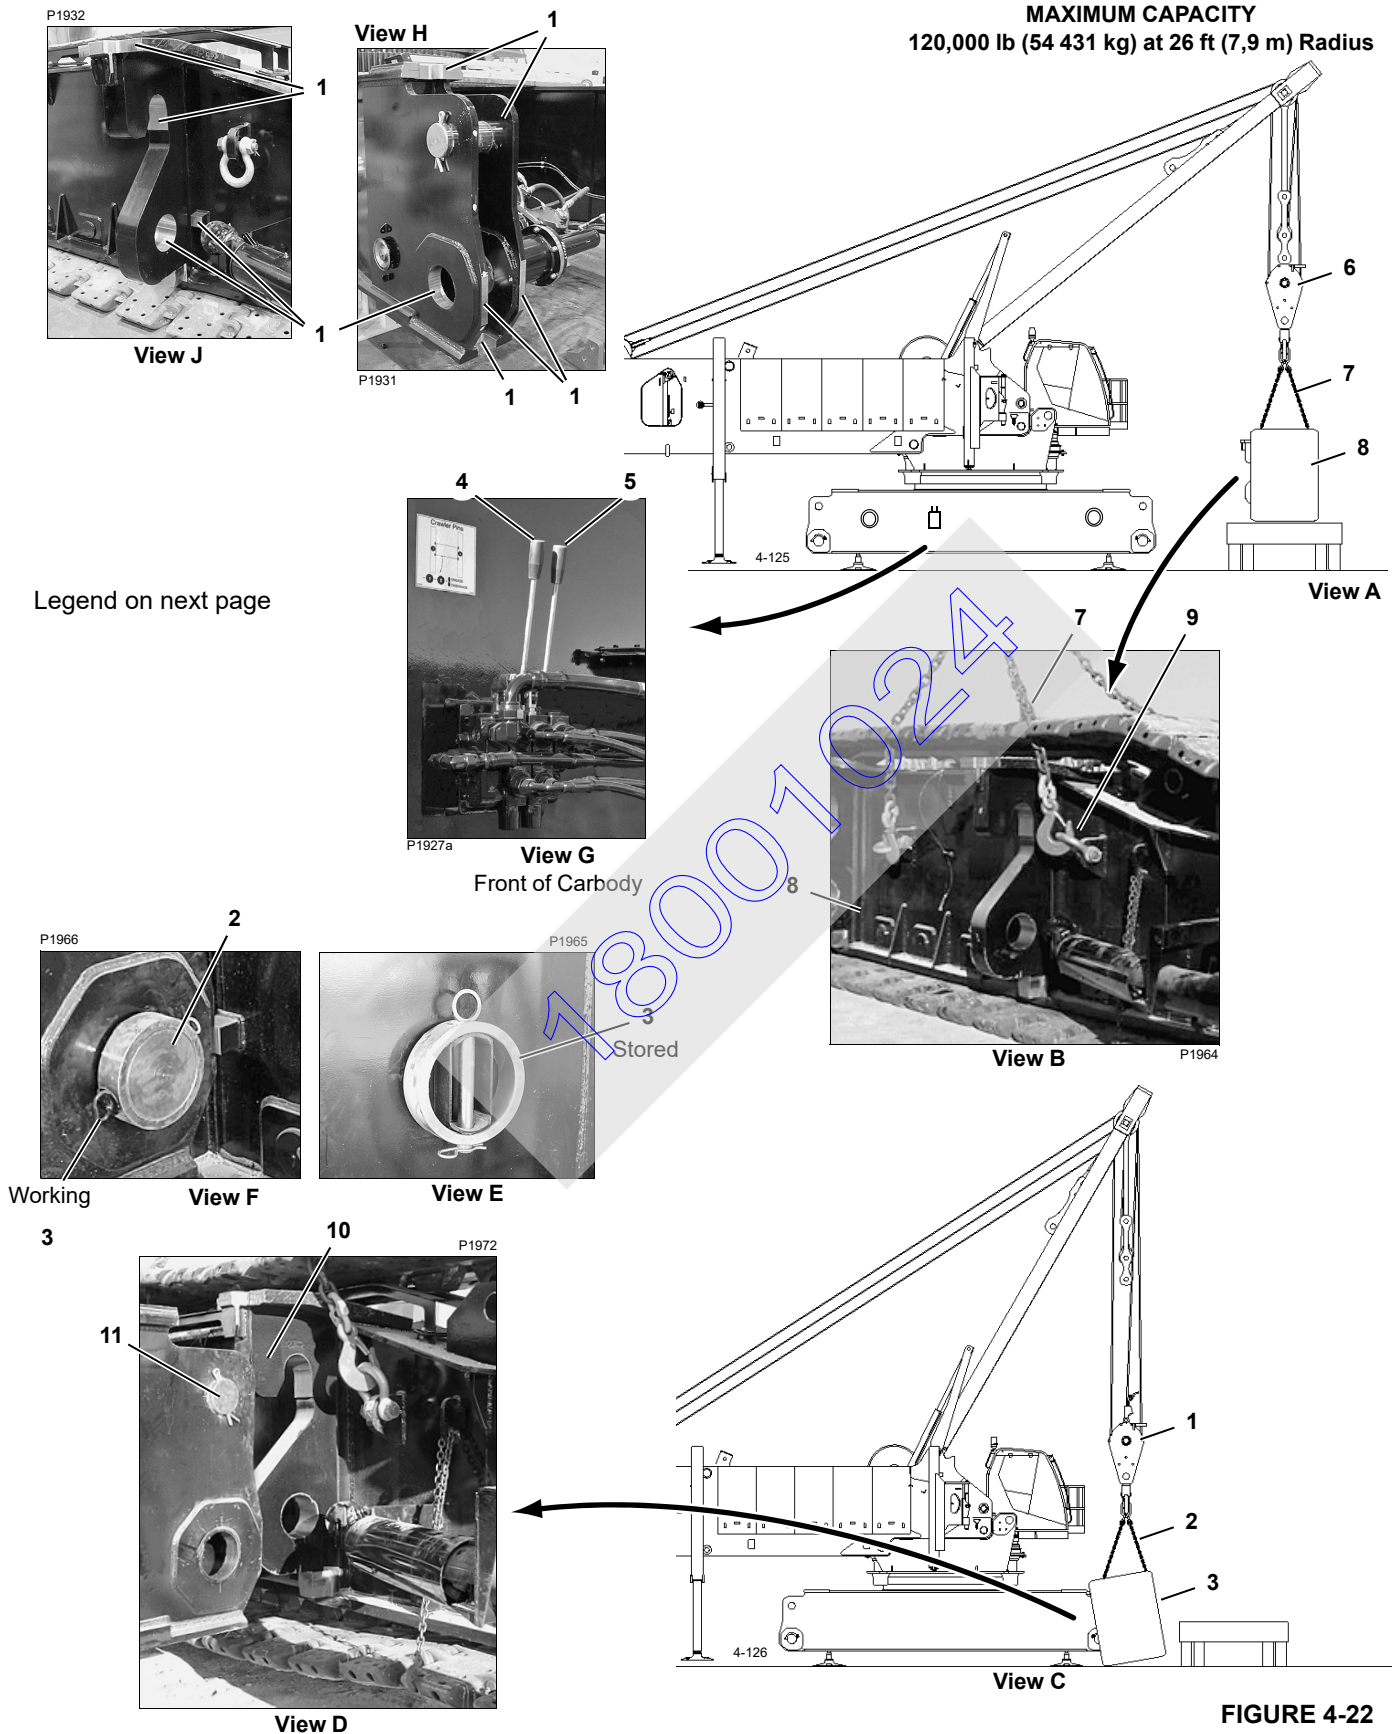 P1932
View H
1
MAXIMUM CAPACITY
120,000 lb (54 431 kg) at 26 ft (7,9 m) Radius
1
1
View J
P1931
1
1
6
7
8
4-125
View A
4
5
Crawler Pins
Legend on next page
P1927a
View G
Front of Carbody
7
9
8
View B
P1964
18001024
2
P1966
P1965
3
Stored
Working
View F
View E
3
10
P1972
11
View D
1
2
3
4-126
View C
FIGURE 4-22